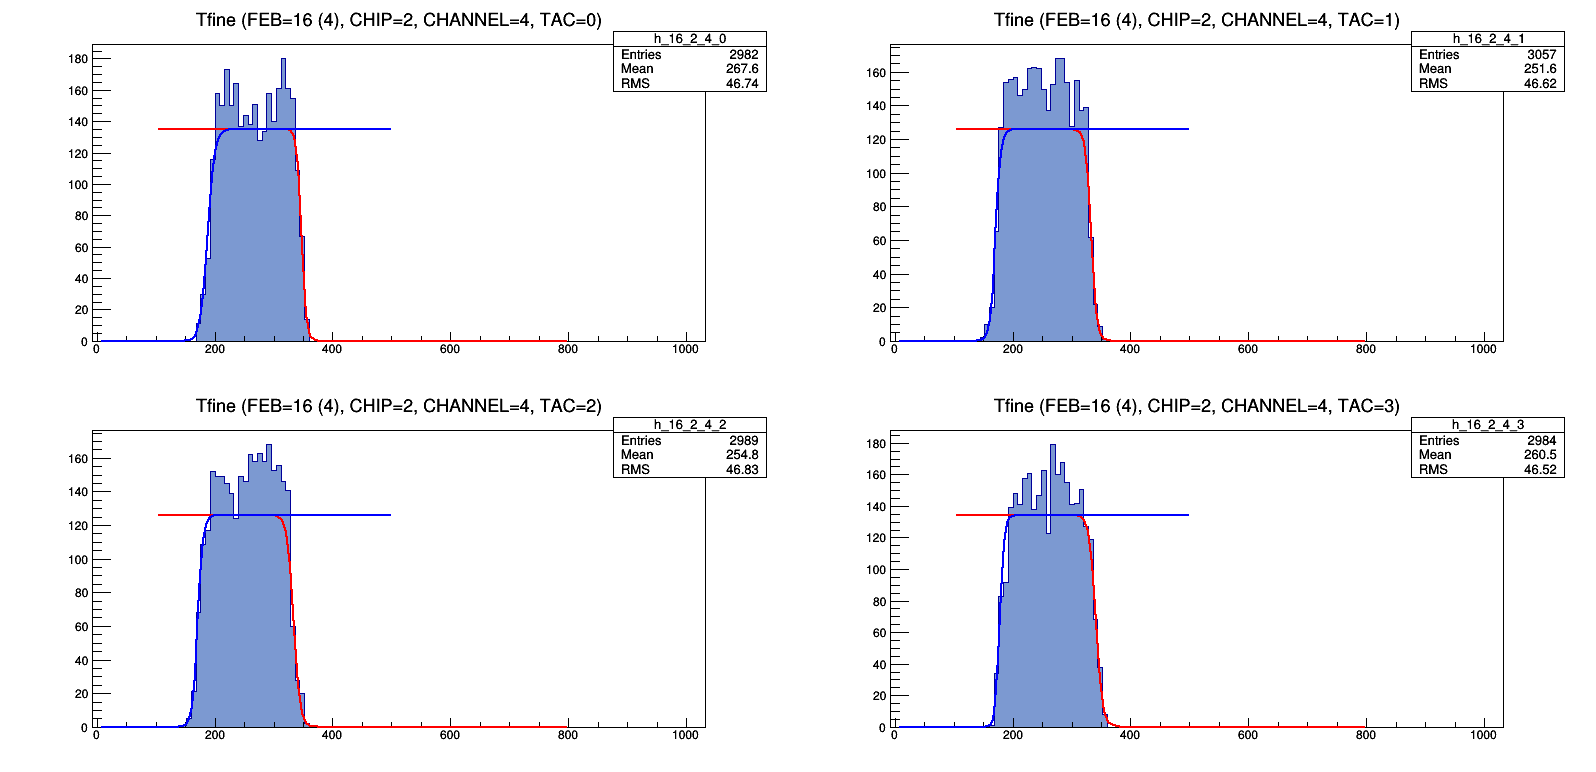 Tfine (FEB=16 (4), CHIP=2, CHANNEL=4, TAC=0)
h_16_2_4_0
Entries 2982
Mean 267.6
RMS 46.74
180
160
140
120
100
80
60
40
20
0
0 200 400 600 800 1000
Tfine (FEB=16 (4), CHIP=2, CHANNEL=4, TAC=1)
h_16_2_4_1
Entries 3057
Mean 251.6
RMS 46.62
160
140
120
100
80
60
40
20
0
0 200 400 600 800 1000
Tfine (FEB=16 (4), CHIP=2, CHANNEL=4, TAC=2)
h_16_2_4_2
Entries 2989
Mean 254.8
RMS 46.83
160
140
120
100
80
60
40
20
0
0 200 400 600 800 1000
Tfine (FEB=16 (4), CHIP=2, CHANNEL=4, TAC=3)
h_16_2_4_3
Entries 2984
Mean 260.5
RMS 46.52
180
160
140
120
100
80
60
40
20
0
0 200 400 600 800 1000